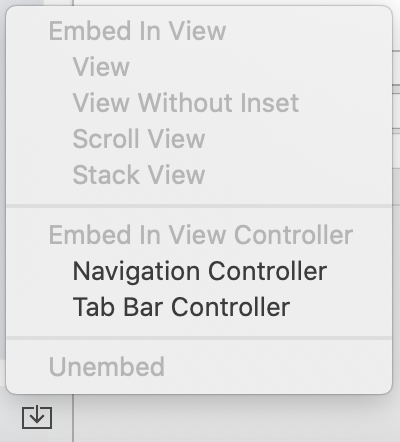 Embed In View
View
View Without Inset
Scroll View
Stack View
Embed In View Controller
Navigation Controller
Tab Bar Controller
Unembed